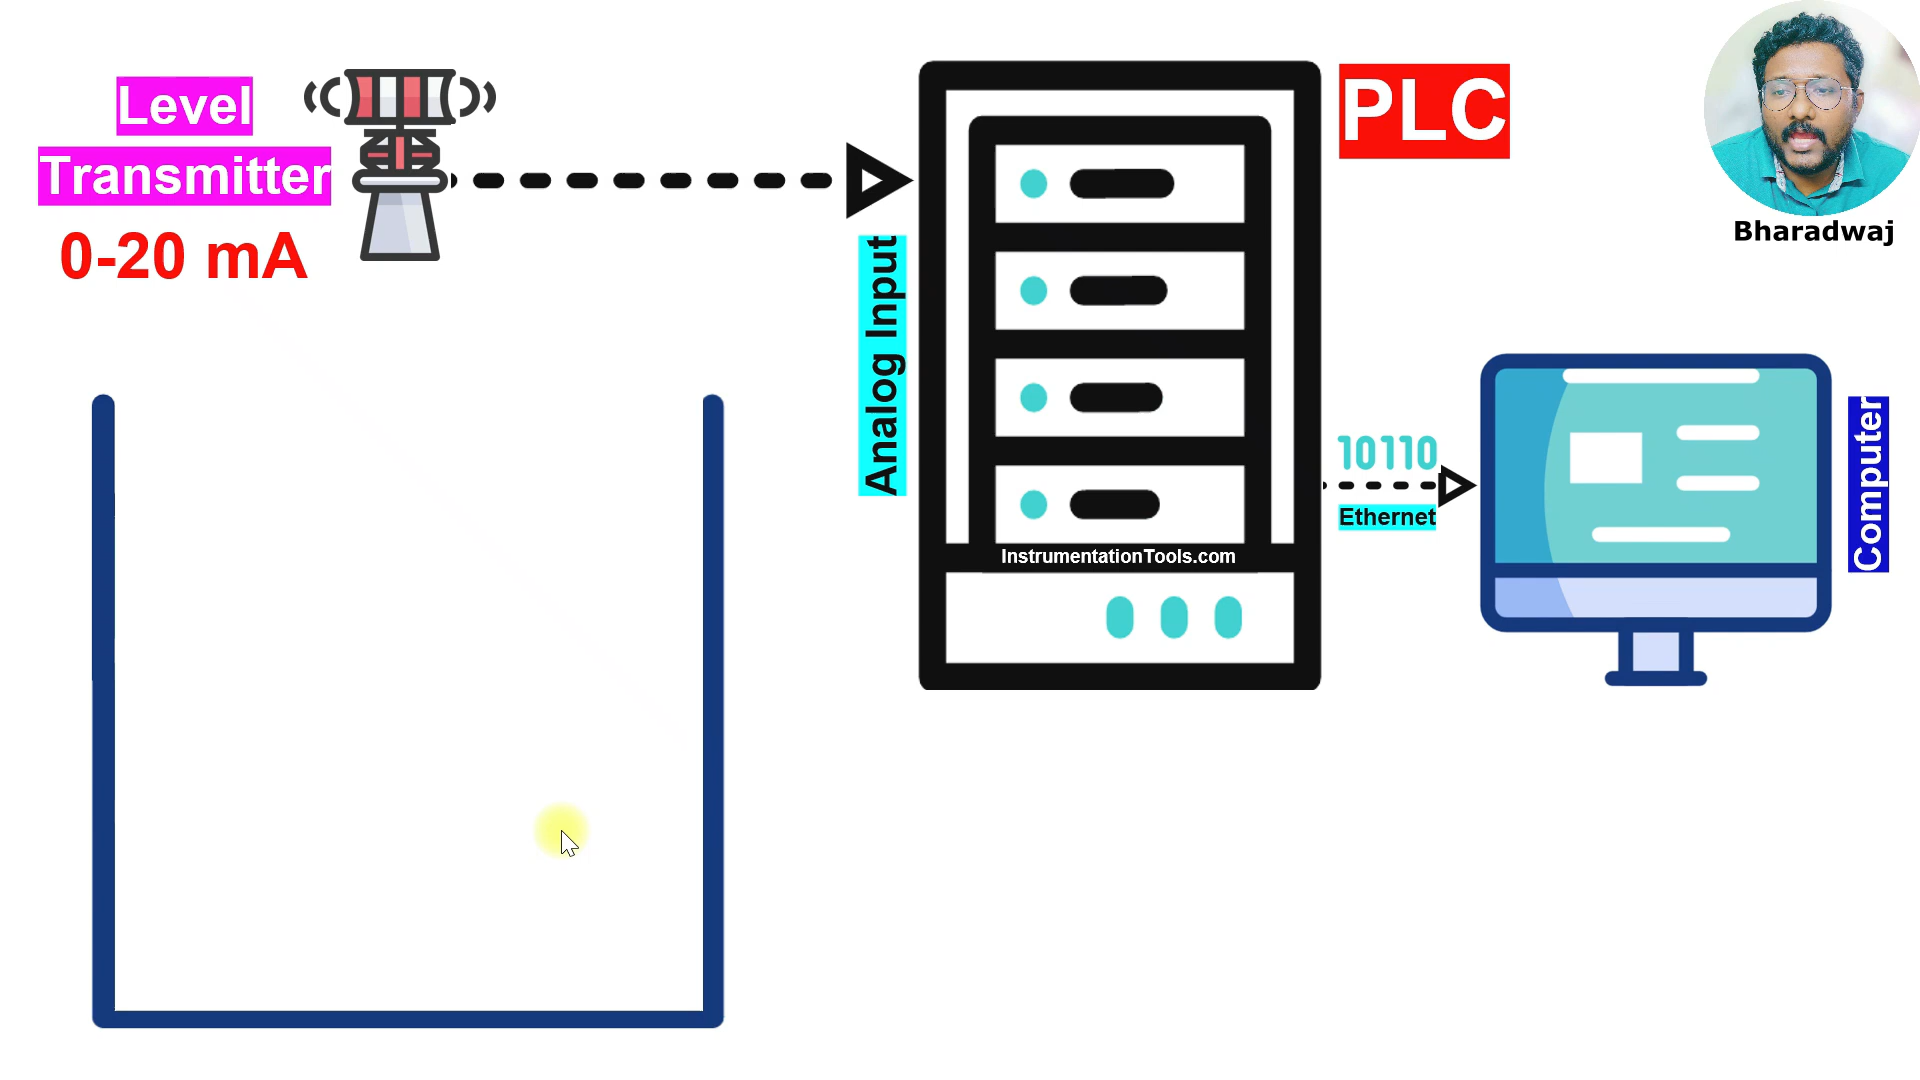 Level
Transmitter
0-20 mA
PLC
Bharadwaj
Analog Input
10110
Ethernet
Computer
InstrumentationTools.com